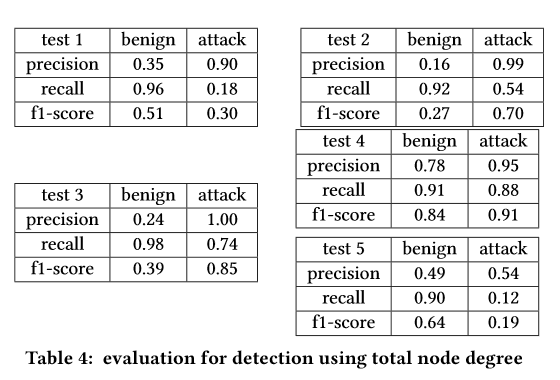 test 1 benign attack
precision 0.35 0.90
recall 0.96 0.18
f1-score 0.51 0.30
test 2 benign attack
precision 0.16 0.99
recall 0.92 0.54
f1-score 0.27 0.70
test 3 benign attack
precision 0.24 1.00
recall 0.98 0.74
f1-score 0.39 0.85
test 4 benign attack
precision 0.78 0.95
recall 0.91 0.88
f1-score 0.84 0.91
test 5 benign attack
precision 0.49 0.54
recall 0.90 0.12
f1-score 0.64 0.19
Table 4: evaluation for detection using total node degree